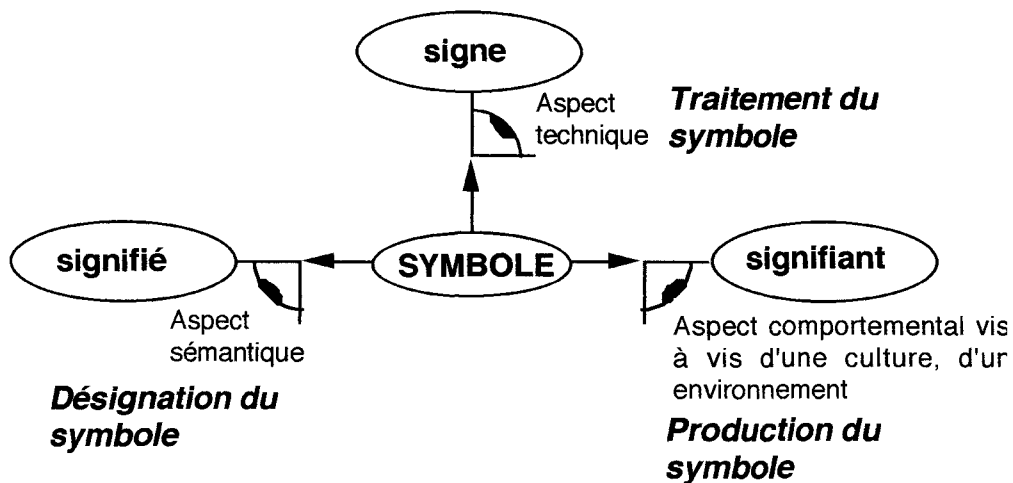 signe
Aspect
technique
Traitement du
symbole
signifié
SYMBOLE
signifiant
Aspect
sémantique
Désignation du
symbole
Aspect comportemental vis
à vis d'une culture, d'un
environnement
Production du
symbole